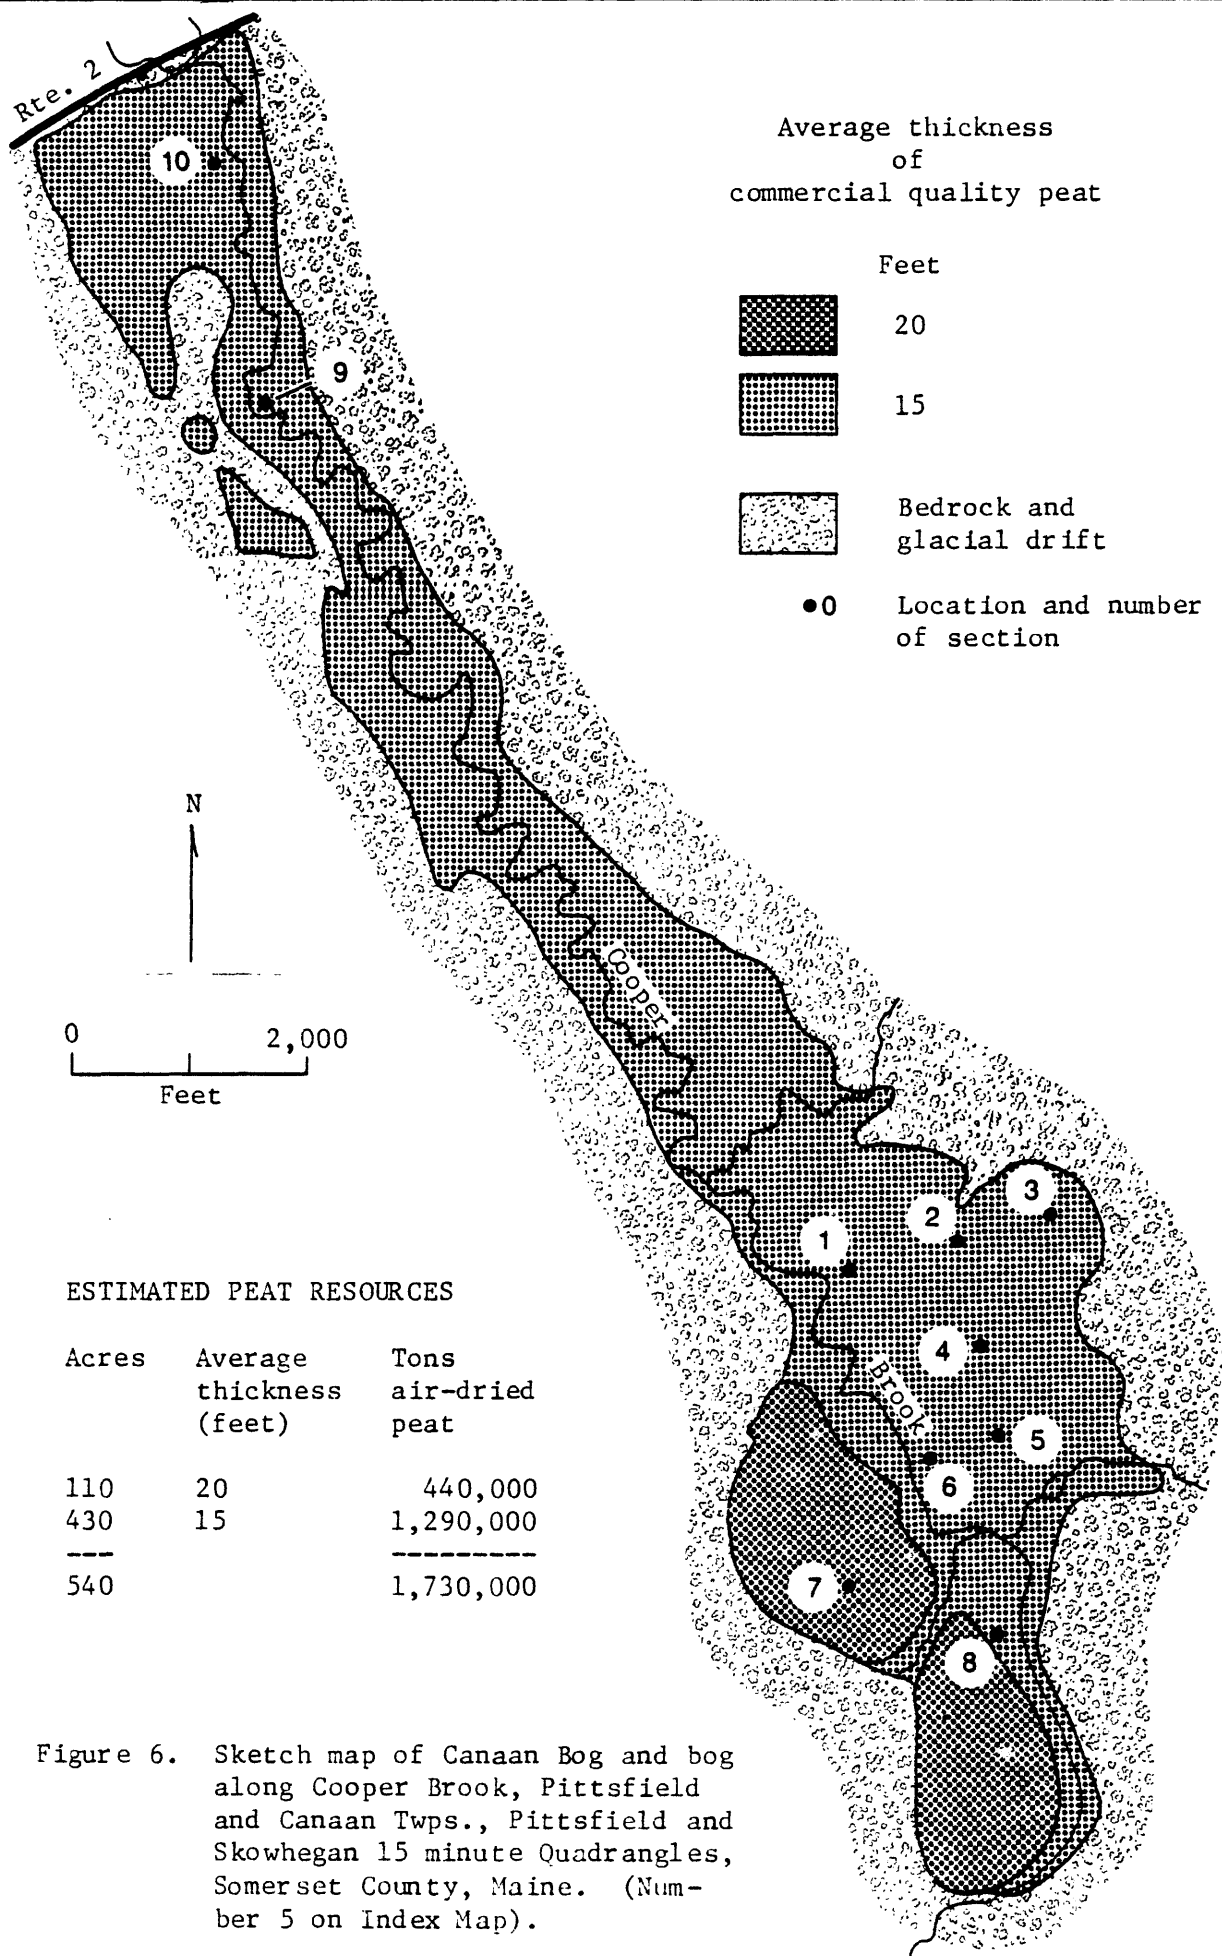 Rte. 2
10
9
Average thickness
of
commercial quality peat
Feet
20
15
Bedrock and
glacial drift
0 Location and number
of section
N
0 2,000
Feet
Cooper
Brook
1
2
3
4
5
6
7
8
ESTIMATED PEAT RESOURCES
Acres Average Tons
thickness air-dried
(feet) peat
110 20 440,000
430 15 1,290,000
--- ---------
540 1,730,000
Figure 6. Sketch map of Canaan Bog and bog
along Cooper Brook, Pittsfield
and Canaan Twps., Pittsfield and
Skowhegan 15 minute Quadrangles,
Somerset County, Maine. (Num-
ber 5 on Index Map).